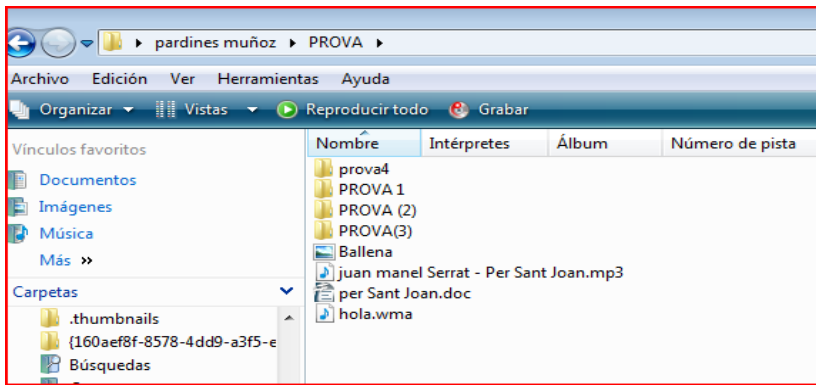 pardines muñoz PROVA
Archivo Edición Ver Herramientas Ayuda
Organizar Vistas Reproducir todo Grabar
Vínculos favoritos
Documentos
Imágenes
Música
Más »
Carpetas
.thumbnails
{160aef8f-8578-4dd9-a3f5-e
Búsquedas
Nombre Intérpretes Álbum Número de pista
prova4
PROVA 1
PROVA (2)
PROVA(3)
Ballena
juan manel Serrat - Per Sant Joan.mp3
per Sant Joan.doc
hola.wma